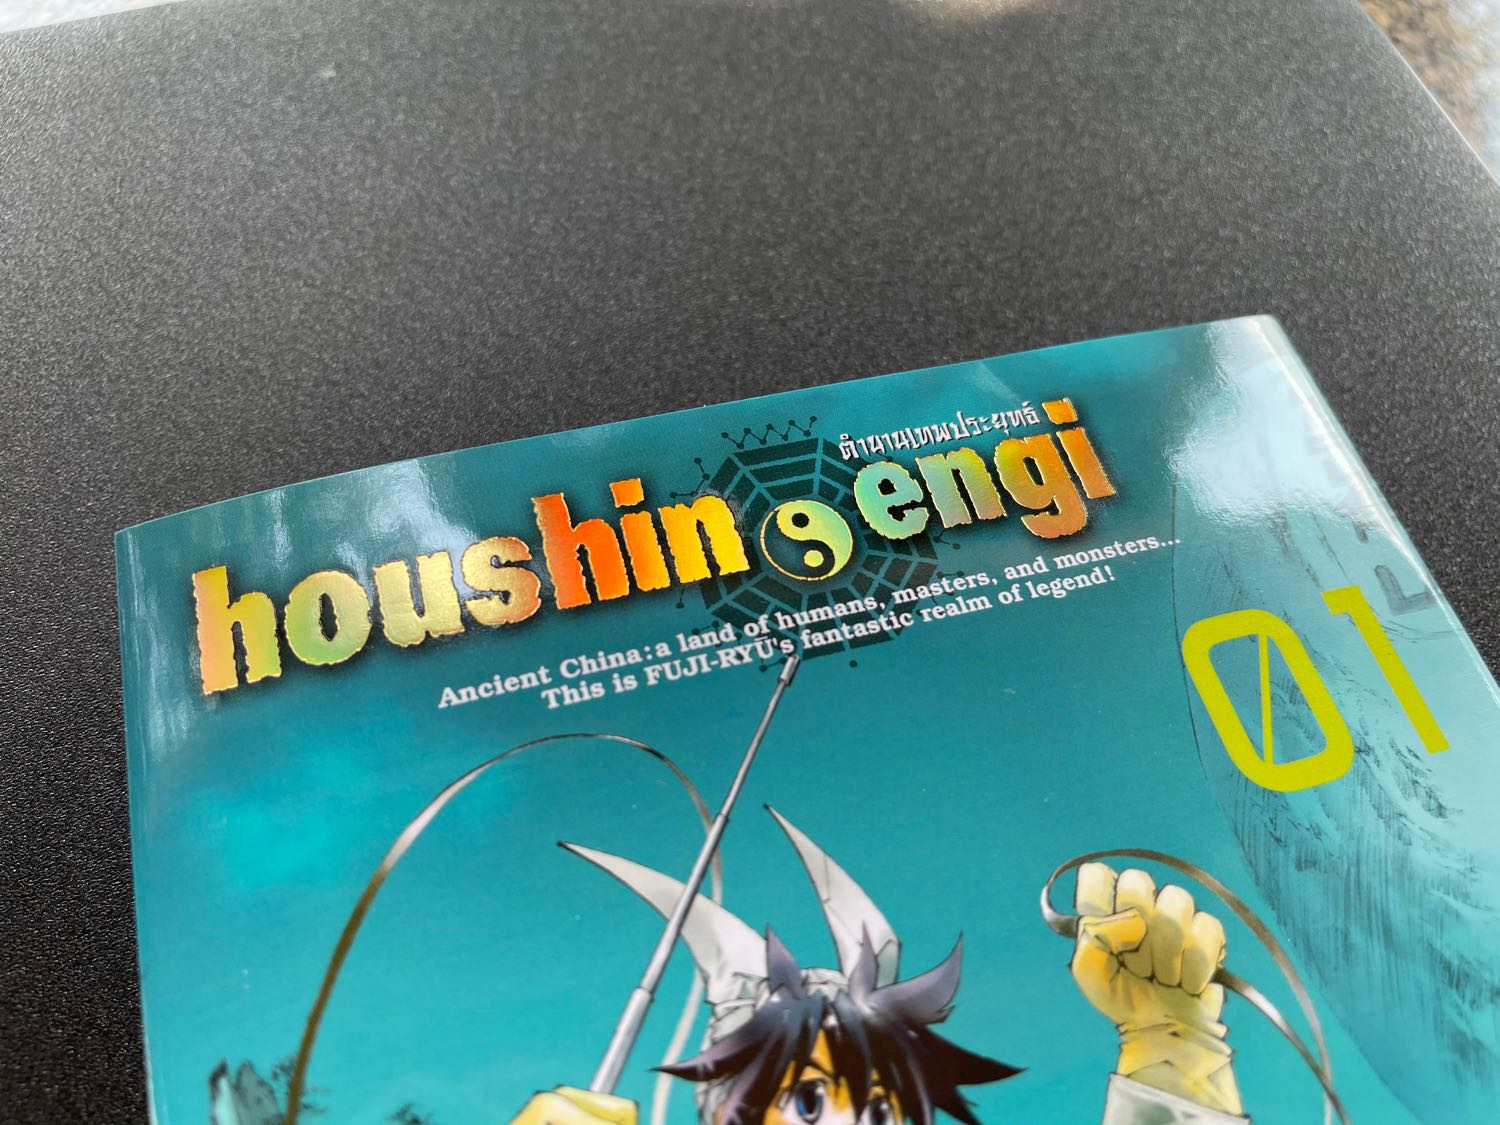 ตำนานเทพประยุทธ์
houshin engi
Ancient China: a land of humans, masters, and monsters...
This is FUJI-RYŪ's fantastic realm of legend!
01